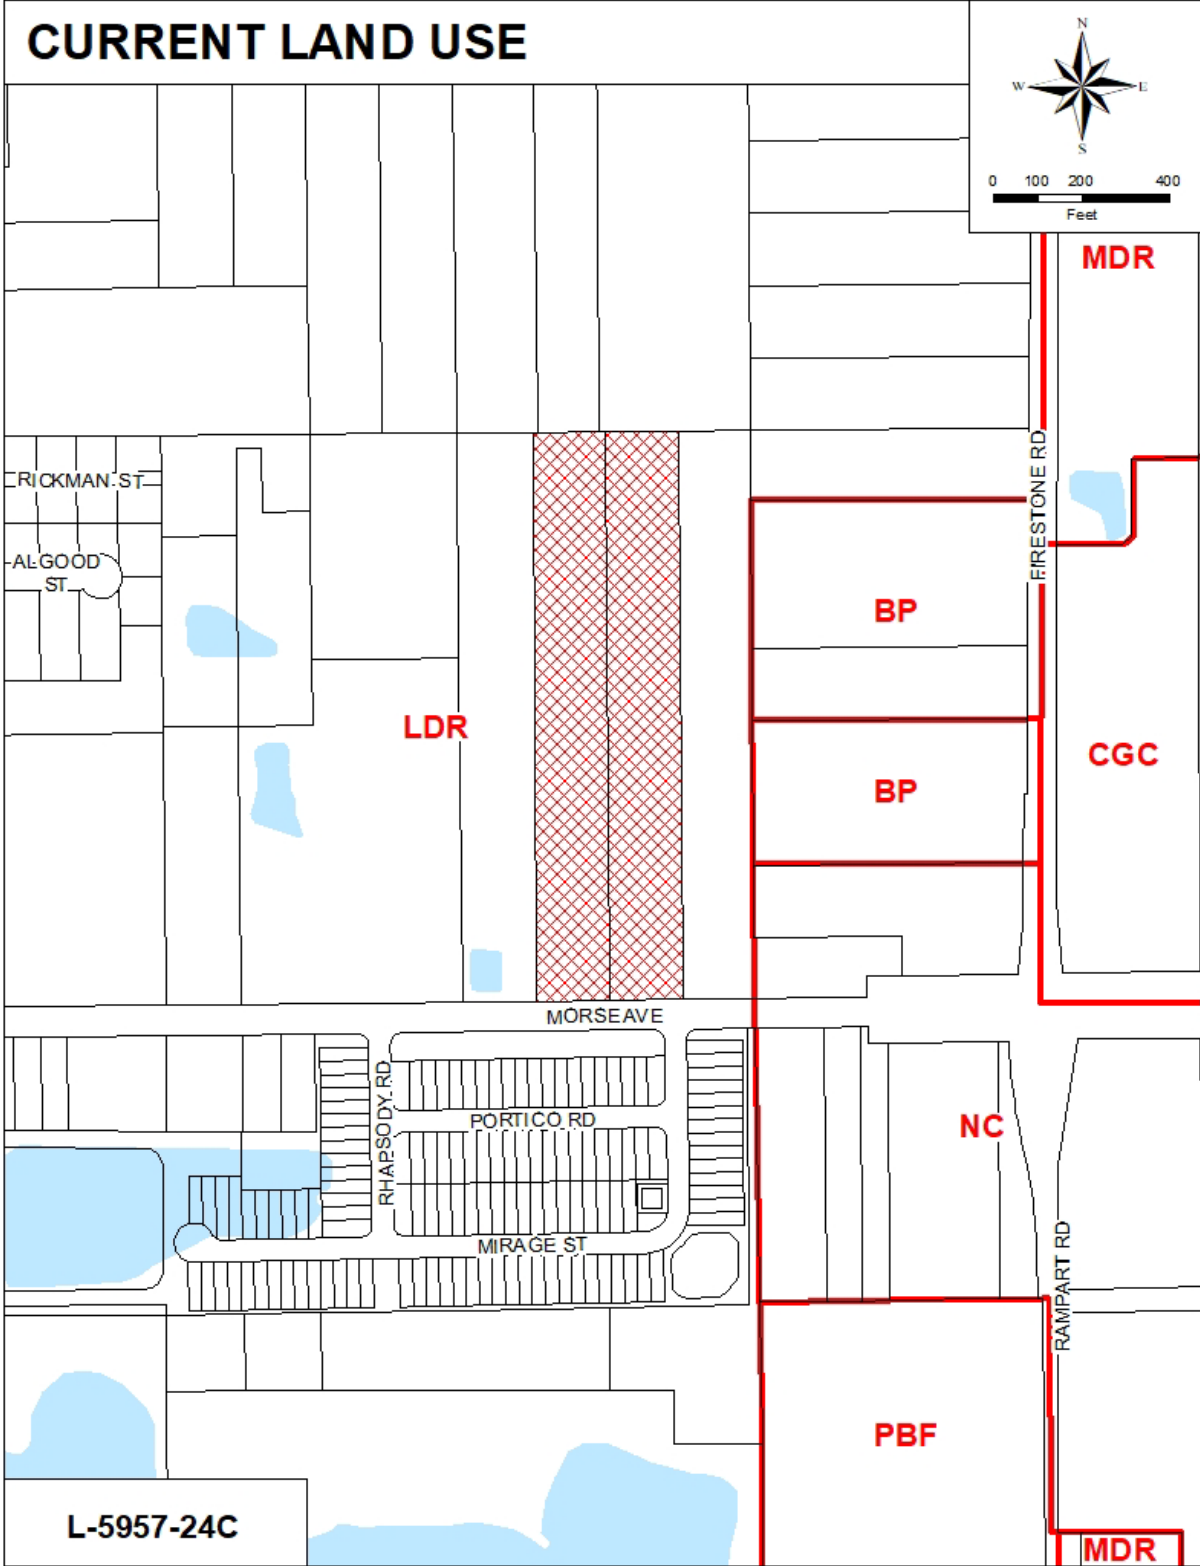 CURRENT LAND USE
N
W
E
S
0 100 200 400
Feet
MDR
FIRESTONE RD
RICKMAN ST
ALGOOD
ST
BP
LDR
CGC
BP
MORSE AVE
RHAPSODY RD
PORTICO RD
NC
MIRAGE ST
RAMPART RD
PBF
L-5957-24C
MDR